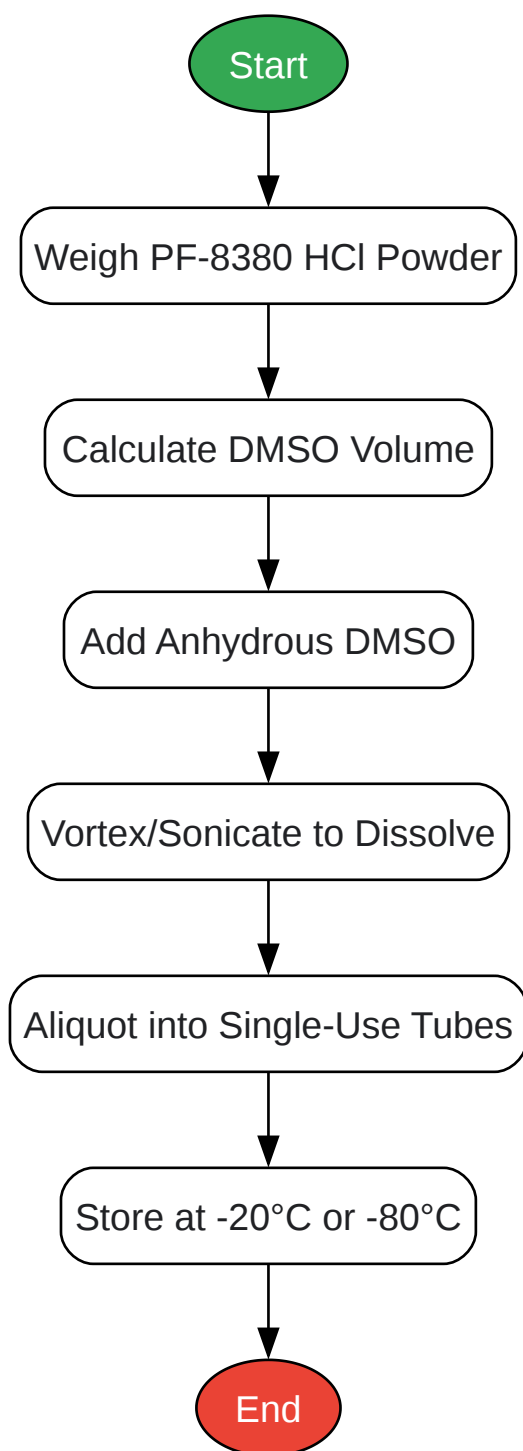 Start
Weigh PF-8380 HCl Powder
Calculate DMSO Volume
Add Anhydrous DMSO
Vortex/Sonicate to Dissolve
Aliquot into Single-Use Tubes
Store at -20°C or -80°C
End